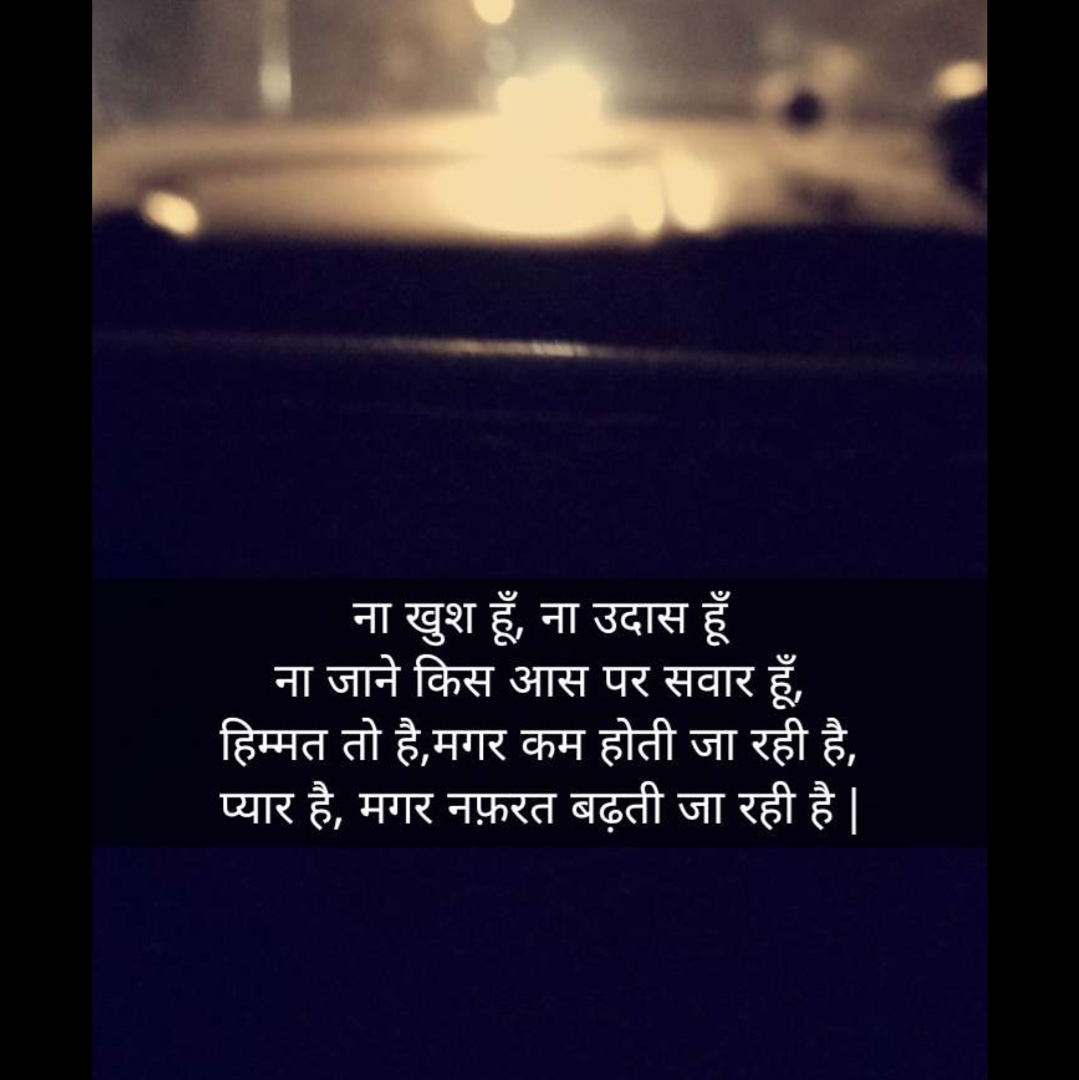 ना खुश हूँ, ना उदास हूँ
ना जाने किस आस पर सवार हूँ,
हिम्मत तो है,मगर कम होती जा रही है,
प्यार है, मगर नफ़रत बढ़ती जा रही है |